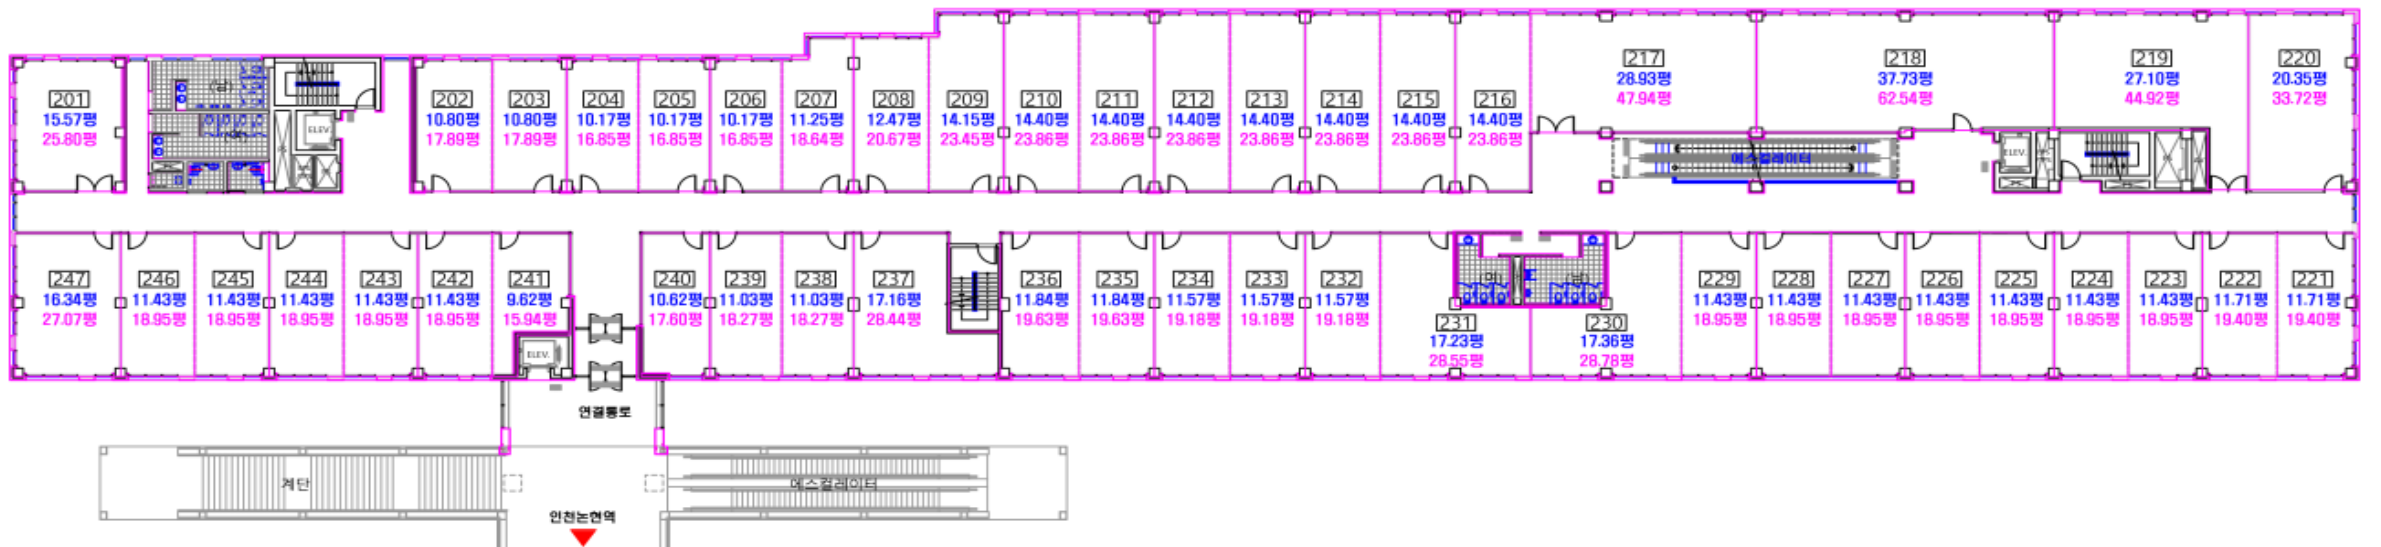 201
15.57평
25.80평
202
10.80평
17.89평
203
10.80평
17.89평
204
10.17평
16.85평
205
10.17평
16.85평
206
10.17평
16.85평
207
11.25평
18.64평
208
12.47평
20.67평
209
14.15평
23.45평
210
14.40평
23.86평
211
14.40평
23.86평
212
14.40평
23.86평
213
14.40평
23.86평
214
14.40평
23.86평
215
14.40평
23.86평
216
14.40평
23.86평
217
28.93평
47.94평
218
37.73평
62.54평
219
27.10평
44.92평
220
20.35평
33.72평
ELEV.
에스컬레이터
ELEV.
247
16.34평
27.07평
246
11.43평
18.95평
245
11.43평
18.95평
244
11.43평
18.95평
243
11.43평
18.95평
242
11.43평
18.95평
241
9.62평
15.94평
240
10.62평
17.60평
239
11.03평
18.27평
238
11.03평
18.27평
237
17.16평
28.44평
236
11.84평
19.63평
235
11.84평
19.63평
234
11.57평
19.18평
233
11.57평
19.18평
232
11.57평
19.18평
231
17.23평
28.55평
230
17.36평
28.78평
229
11.43평
18.95평
228
11.43평
18.95평
227
11.43평
18.95평
226
11.43평
18.95평
225
11.43평
18.95평
224
11.43평
18.95평
223
11.43평
18.95평
222
11.71평
19.40평
221
11.71평
19.40평
ELEV.
연결통로
계단
에스컬레이터
인천논현역